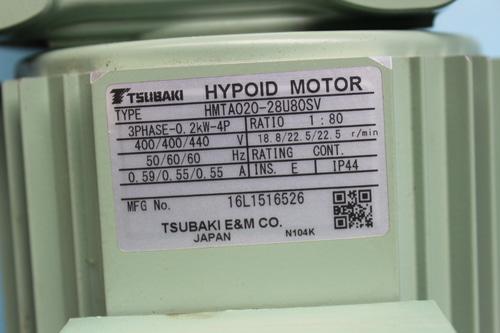 TSUBAKI HYPOID MOTOR
TYPE HMTA020-28U80SV
3PHASE-0.2kW-4P RATIO 1:80
400/400/440 V 18.8/22.5/22.5 r/min
50/60/60 Hz RATING CONT.
0.59/0.55/0.55 A INS. E IP44
MFG No. 16L1516526
TSUBAKI E&M CO.
JAPAN N104K